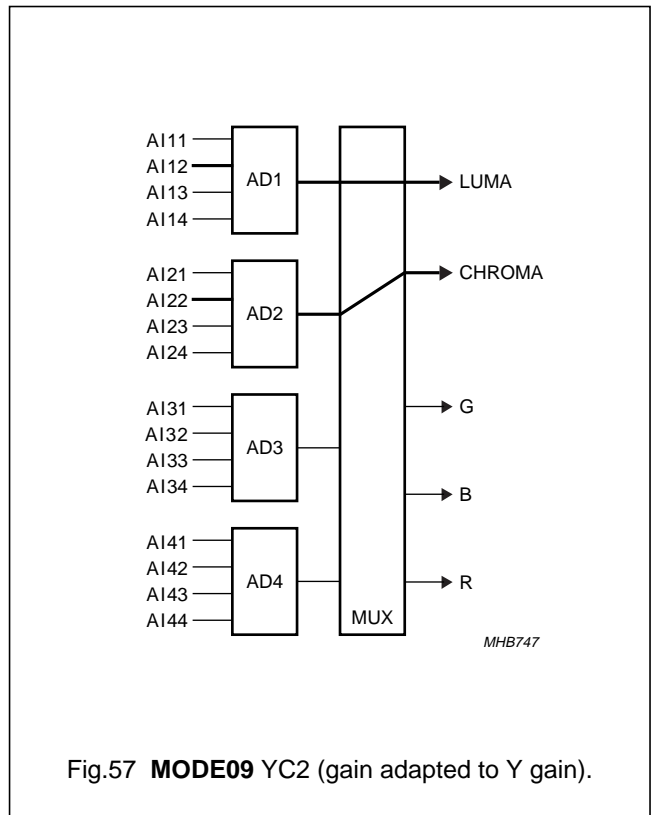 AI11
AI12
AI13
AI14
AD1
LUMA
AI21
AI22
AI23
AI24
AD2
CHROMA
AI31
AI32
AI33
AI34
AD3
G
B
AI41
AI42
AI43
AI44
AD4
R
MUX
MHB747
Fig.57 MODE09 YC2 (gain adapted to Y gain).